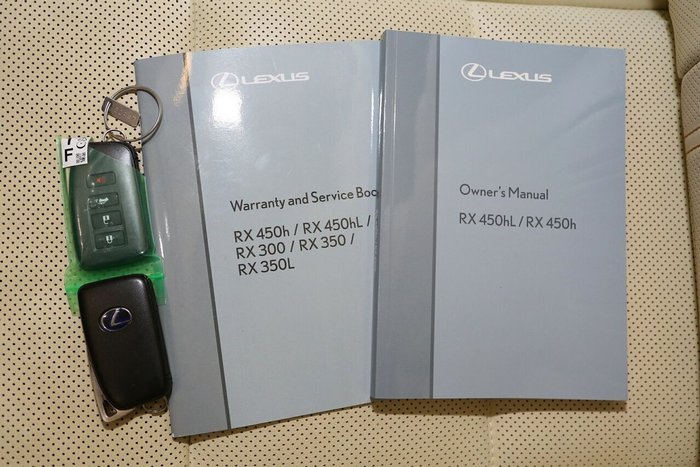 LEXUS
Warranty and Service Boo
RX 450h / RX 450hL /
RX 300 / RX 350 /
RX 350L
LEXUS
Owner's Manual
RX 450hL / RX 450h
F